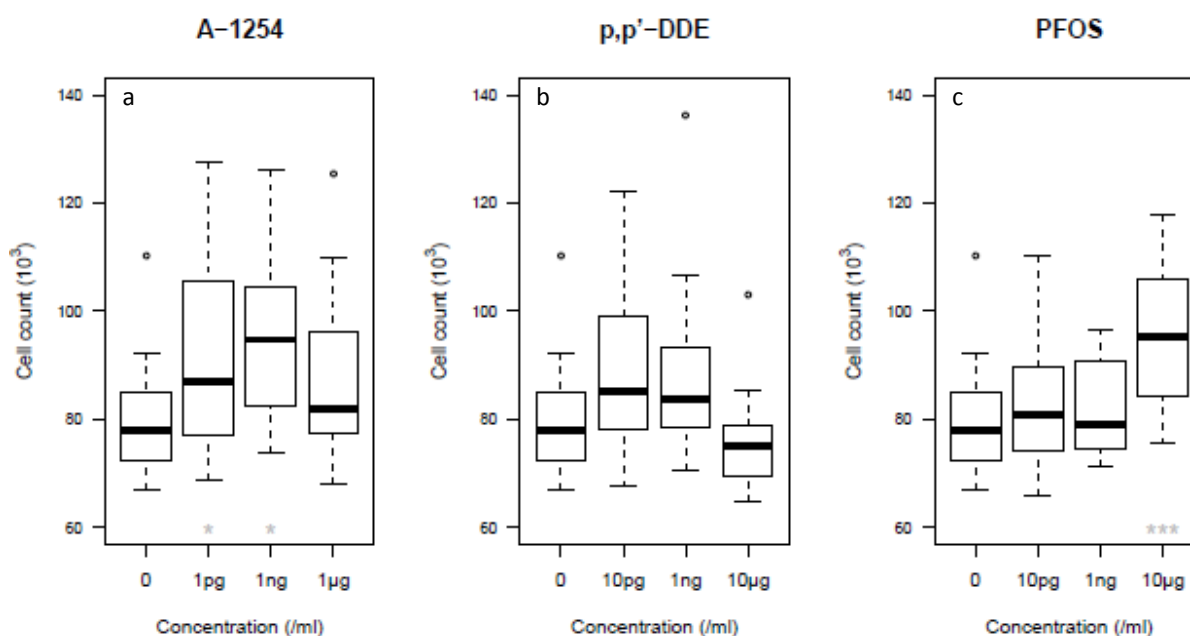 A−1254
p,p'−DDE
PFOS
a
140
120
100
80
60
Cell count (10³)
*
*
0
1pg
1ng
1µg
Concentration (/ml)
b
140
120
100
80
60
Cell count (10³)
0
10pg
1ng
10µg
Concentration (/ml)
c
140
120
100
80
60
Cell count (10³)
***
0
10pg
1ng
10µg
Concentration (/ml)